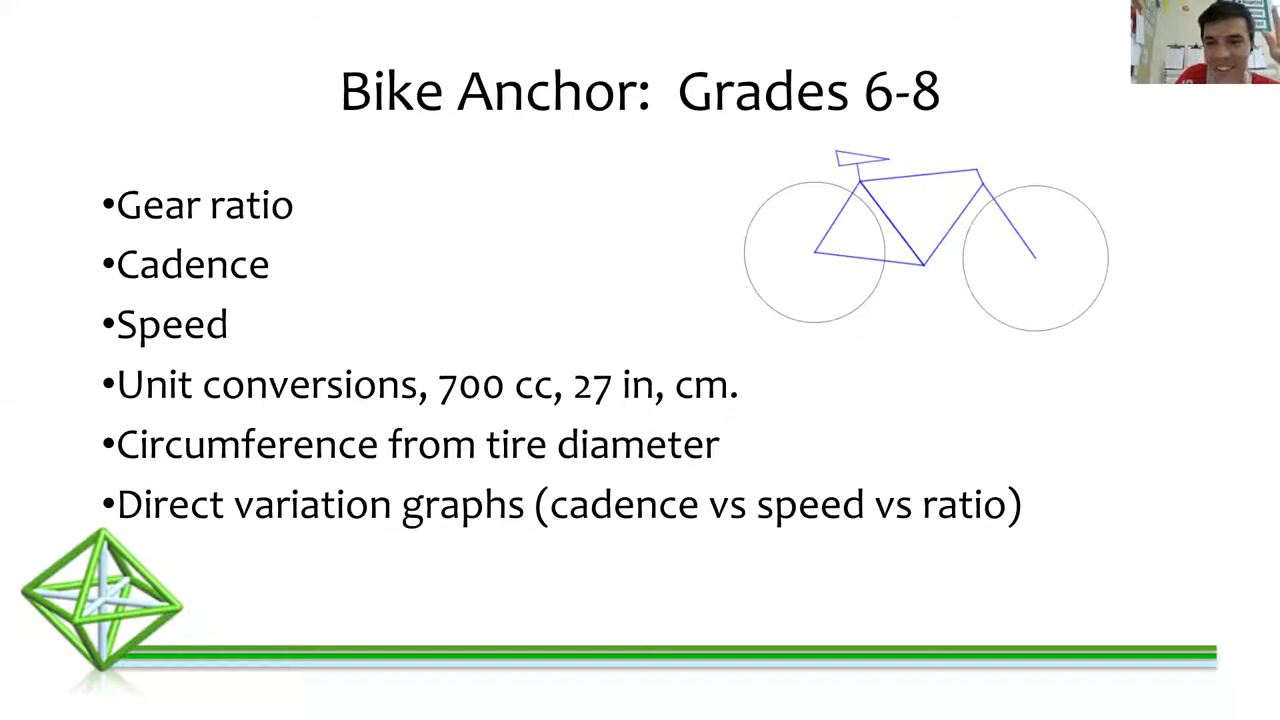 Bike Anchor:  Grades 6-8
•Gear ratio
•Cadence
•Speed
•Unit conversions, 700 cc, 27 in, cm.
•Circumference from tire diameter
•Direct variation graphs (cadence vs speed vs ratio)